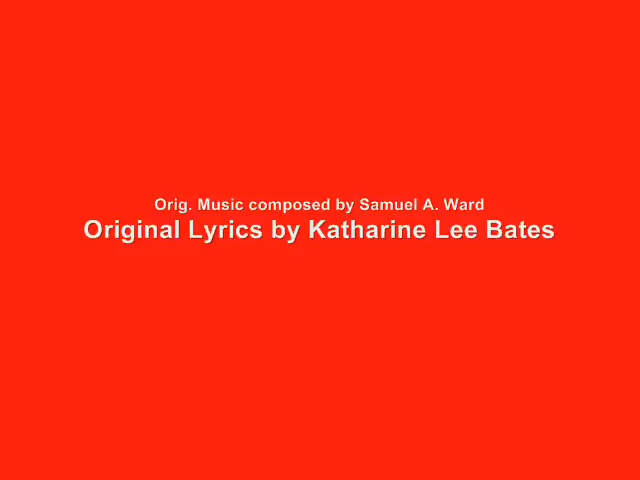 Orig. Music composed by Samuel A. Ward
Original Lyrics by Katharine Lee Bates